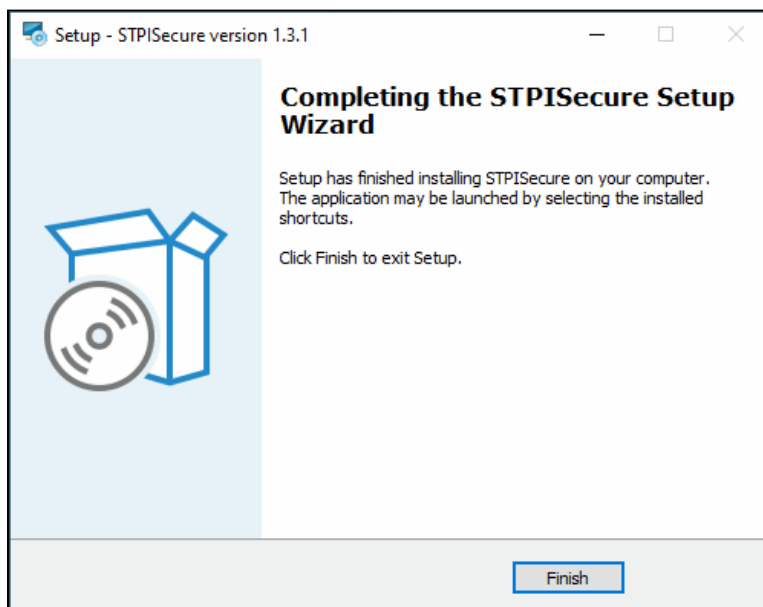 Setup - STPISecure version 1.3.1
Completing the STPISecure Setup
Wizard
Setup has finished installing STPISecure on your computer.
The application may be launched by selecting the installed
shortcuts.
Click Finish to exit Setup.
Finish